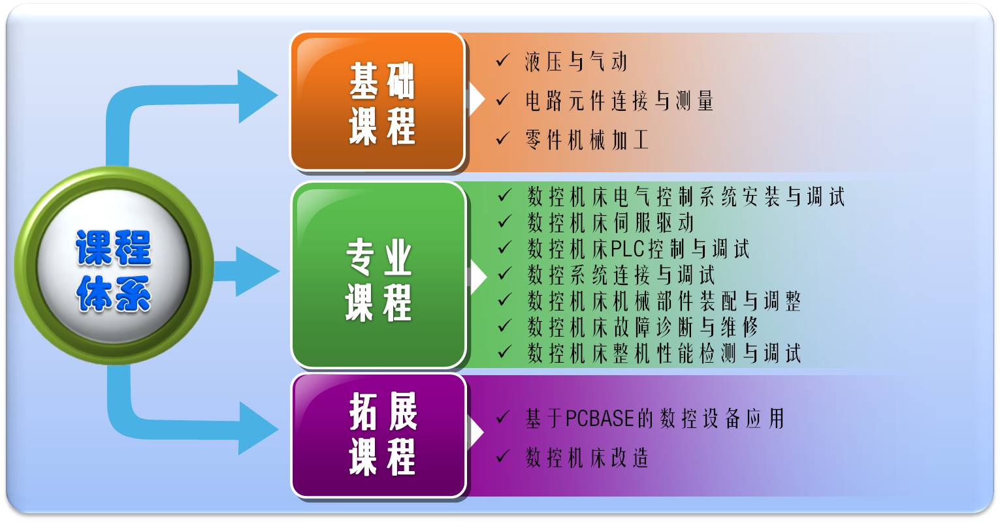 课程
体系
基础
课程
液压与气动
电路元件连接与测量
零件机械加工
专业
课程
数控机床电气控制系统安装与调试
数控机床伺服驱动
数控机床PLC控制与调试
数控系统连接与调试
数控机床机械部件装配与调整
数控机床故障诊断与维修
数控机床整机性能检测与调试
拓展
课程
基于PCBASE的数控设备应用
数控机床改造